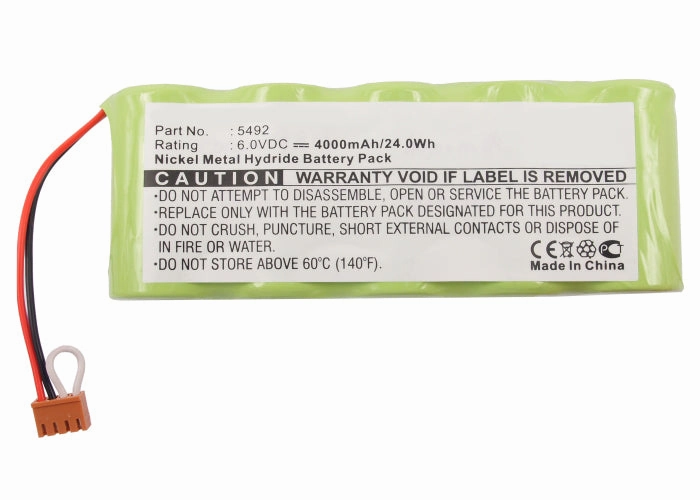 Part No. : 5492
Rating : 6.0VDC ⎓ 4000mAh/24.0Wh
Nickel Metal Hydride Battery Pack
CAUTION WARRANTY VOID IF LABEL IS REMOVED
•DO NOT ATTEMPT TO DISASSEMBLE, OPEN OR SERVICE THE BATTERY PACK.
•REPLACE ONLY WITH THE BATTERY PACK DESIGNATED FOR THIS PRODUCT.
•DO NOT CRUSH, PUNCTURE, SHORT EXTERNAL CONTACTS OR DISPOSE OF
IN FIRE OR WATER.
•DO NOT STORE ABOVE 60°C (140°F).
CE PCT
Made In China